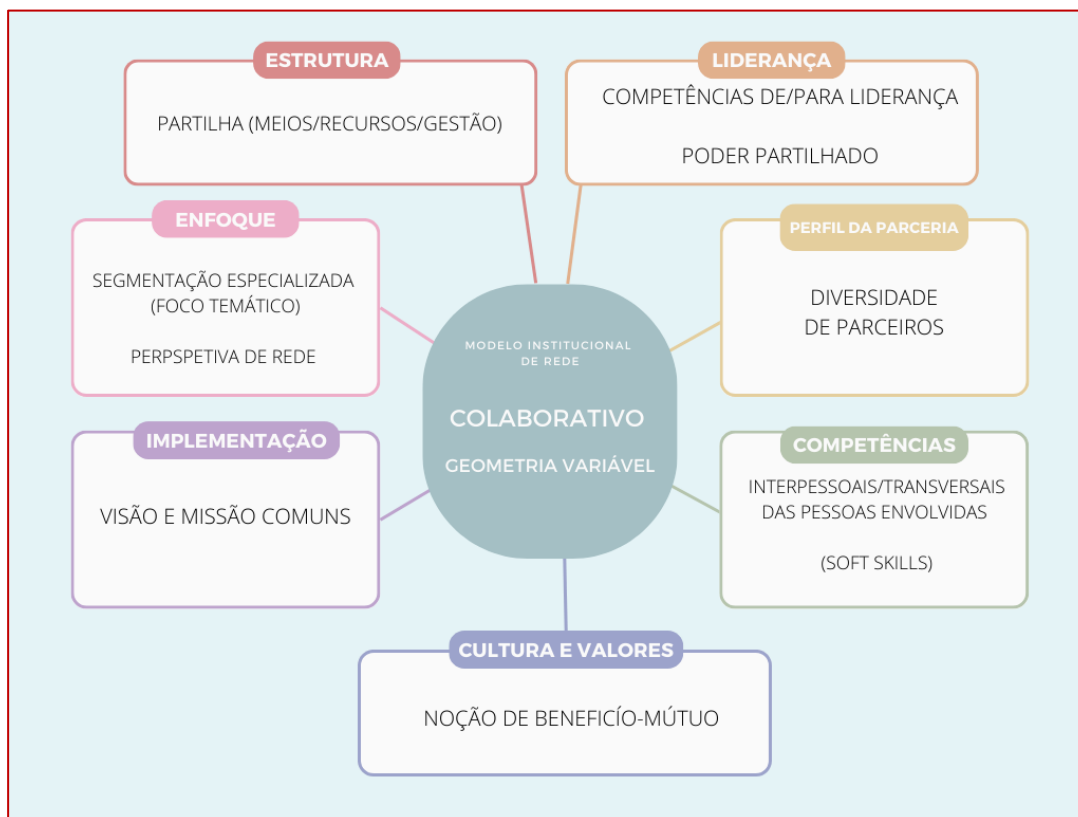 ESTRUTURA
PARTILHA (MEIOS/RECURSOS/GESTÃO)
LIDERANÇA
COMPETÊNCIAS DE/PARA LIDERANÇA
PODER PARTILHADO
ENFOQUE
SEGMENTAÇÃO ESPECIALIZADA
(FOCO TEMÁTICO)
PERPSPETIVA DE REDE
PERFIL DA PARCERIA
DIVERSIDADE
DE PARCEIROS
MODELO INSTITUCIONAL
DE REDE
COLABORATIVO
GEOMETRIA VARIÁVEL
IMPLEMENTAÇÃO
VISÃO E MISSÃO COMUNS
COMPETÊNCIAS
INTERPESSOAIS/TRANSVERSAIS
DAS PESSOAS ENVOLVIDAS
(SOFT SKILLS)
CULTURA E VALORES
NOÇÃO DE BENEFICÍO-MÚTUO